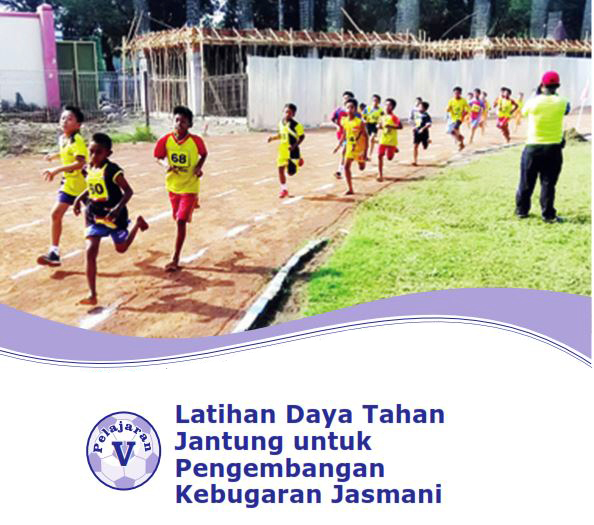 68
50
Pelajaran
V
Latihan Daya Tahan
Jantung untuk
Pengembangan
Kebugaran Jasmani